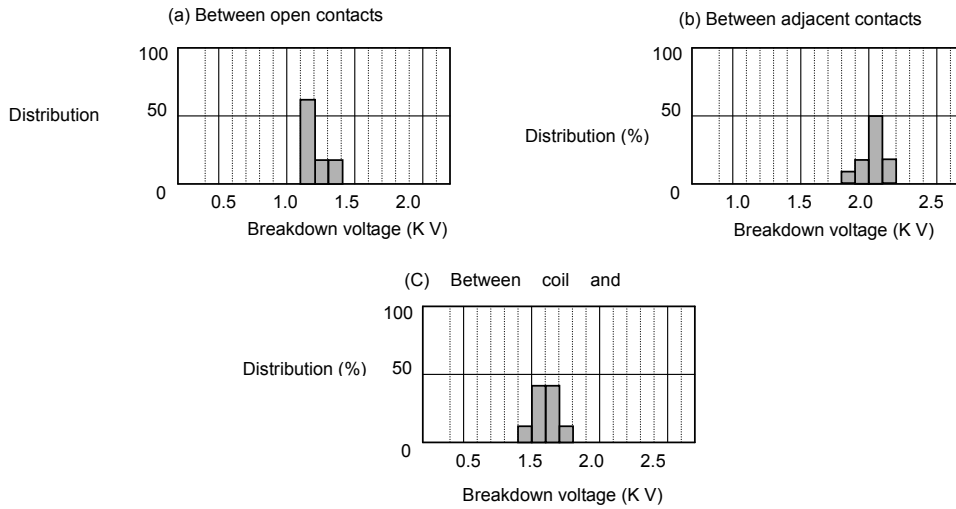 (a) Between open contacts
100
Distribution
50
0
0.5 1.0 1.5 2.0
Breakdown voltage (K V)
(b) Between adjacent contacts
100
50
Distribution (%)
0
1.0 1.5 2.0 2.5
Breakdown voltage (K V)
(C) Between coil and
100
50
Distribution (%)
0
0.5 1.5 2.0 2.5
Breakdown voltage (K V)